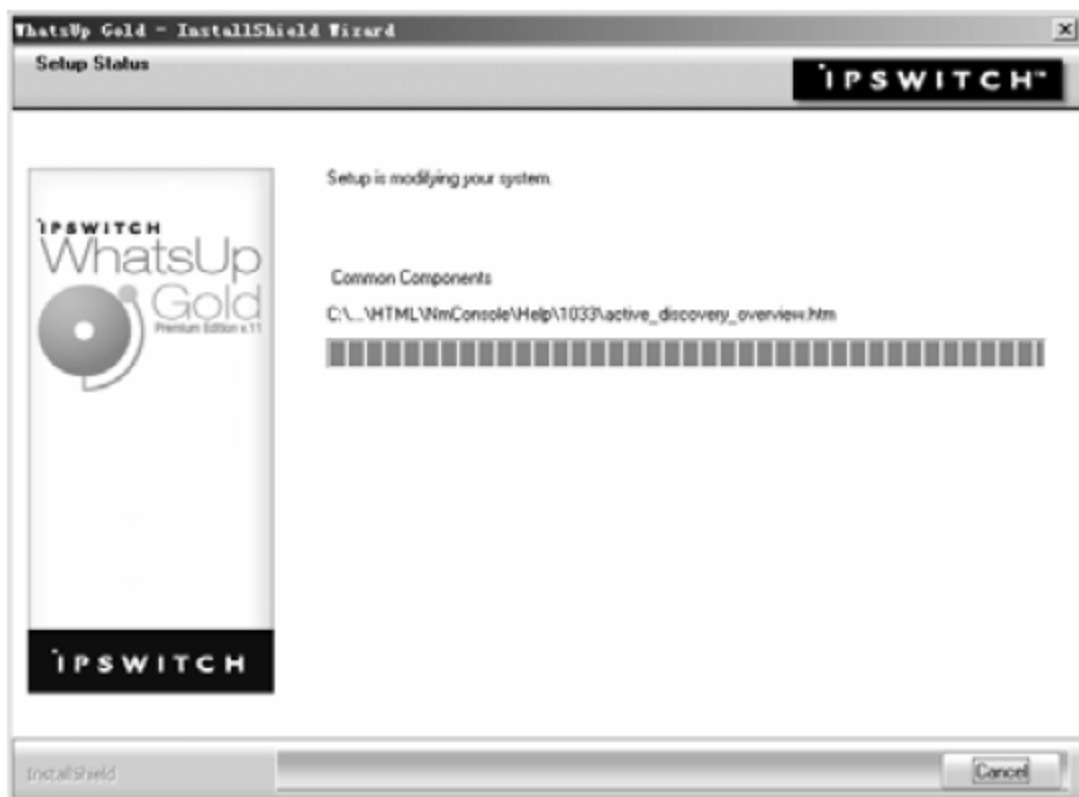 WhatsUp Gold - InstallShield Wizard
Setup Status
IPSWITCH™
Setup is modifying your system.
IPSWITCH
WhatsUp
Gold
Premium Edition v.11
Common Components
C:\...\HTML\NmConsole\Help\1033\active_discovery_overview.htm
IPSWITCH
InstallShield
Cancel